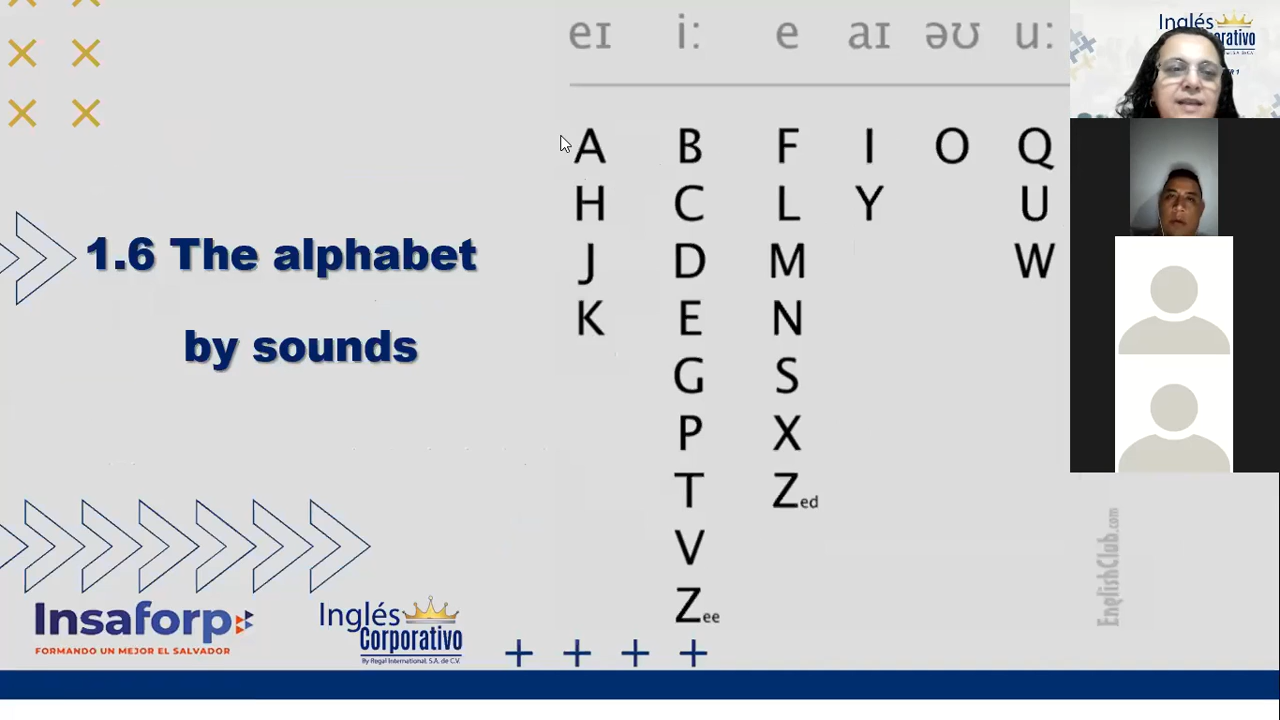 eɪ i: e aɪ əʊ u:
A B F I O Q
H C L Y U W
J D M W
K E N
G S
P X
T Zed
V
Zee
1.6 The alphabet
by sounds
Insaforp
FORMANDO UN MEJOR EL SALVADOR
Inglés
Corporativo
By Regal International, S.A. de C.V.
EnglishClub.com
Inglés